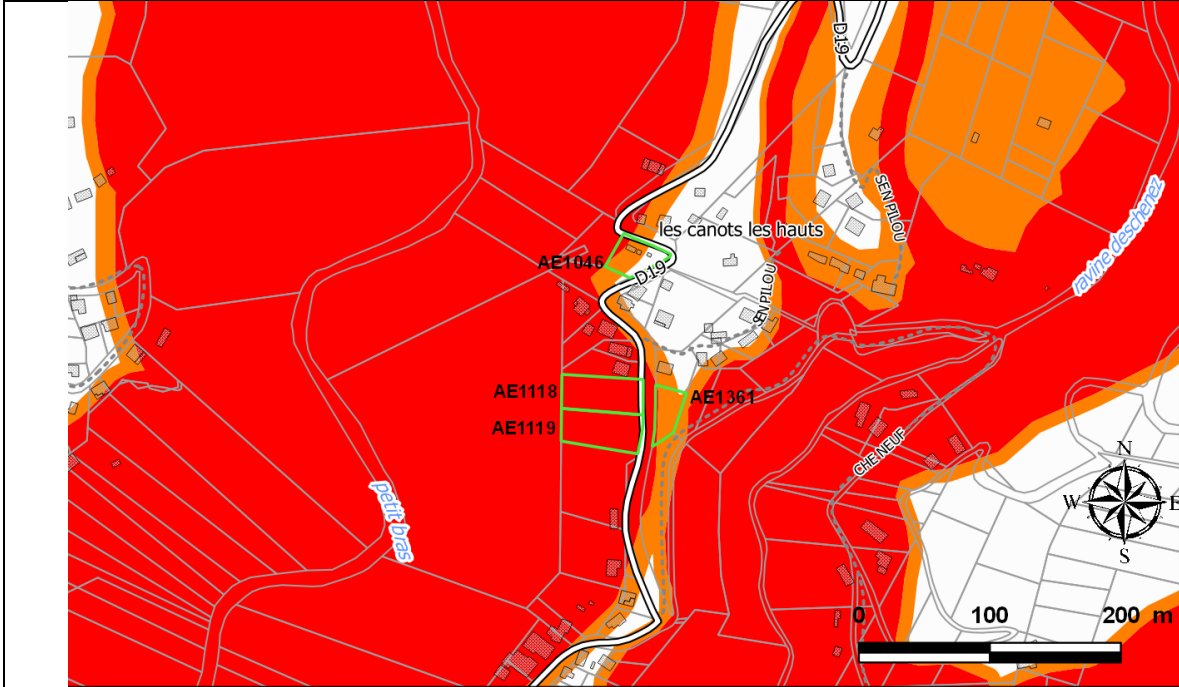 D19
SEN PILOU
ravine deschenez
les canots les hauts
AE1046
D19
SEN PILOU
AE1118
AE1361
AE1119
CHE NEUF
petit bras
N
W E
S
0 100 200 m